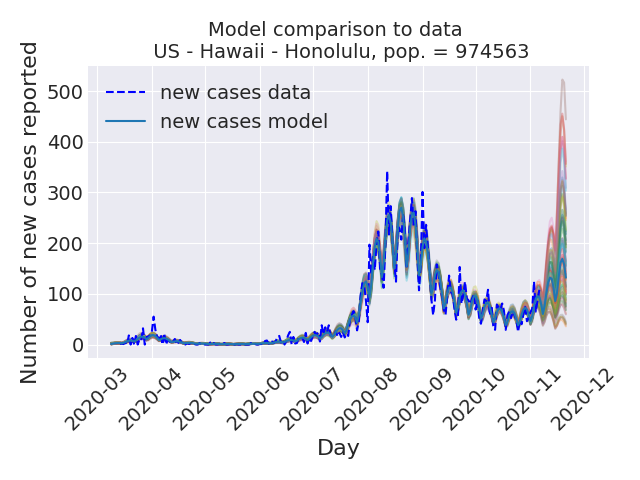 Model comparison to data
US - Hawaii - Honolulu, pop. = 974563
Number of new cases reported
500
400
300
200
100
0
new cases data
new cases model
2020-03
2020-04
2020-05
2020-06
2020-07
2020-08
2020-09
2020-10
2020-11
2020-12
Day